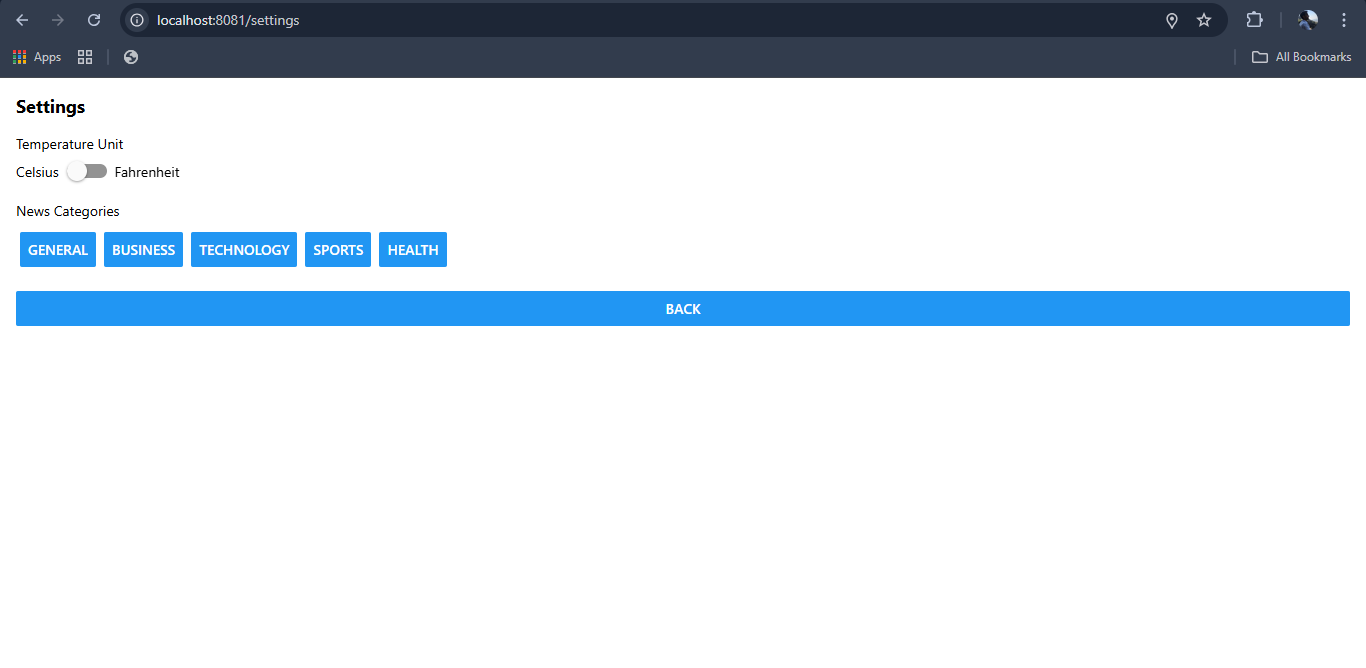 localhost:8081/settings
Apps
All Bookmarks
Settings
Temperature Unit
Celsius Fahrenheit
News Categories
GENERAL BUSINESS TECHNOLOGY SPORTS HEALTH
BACK